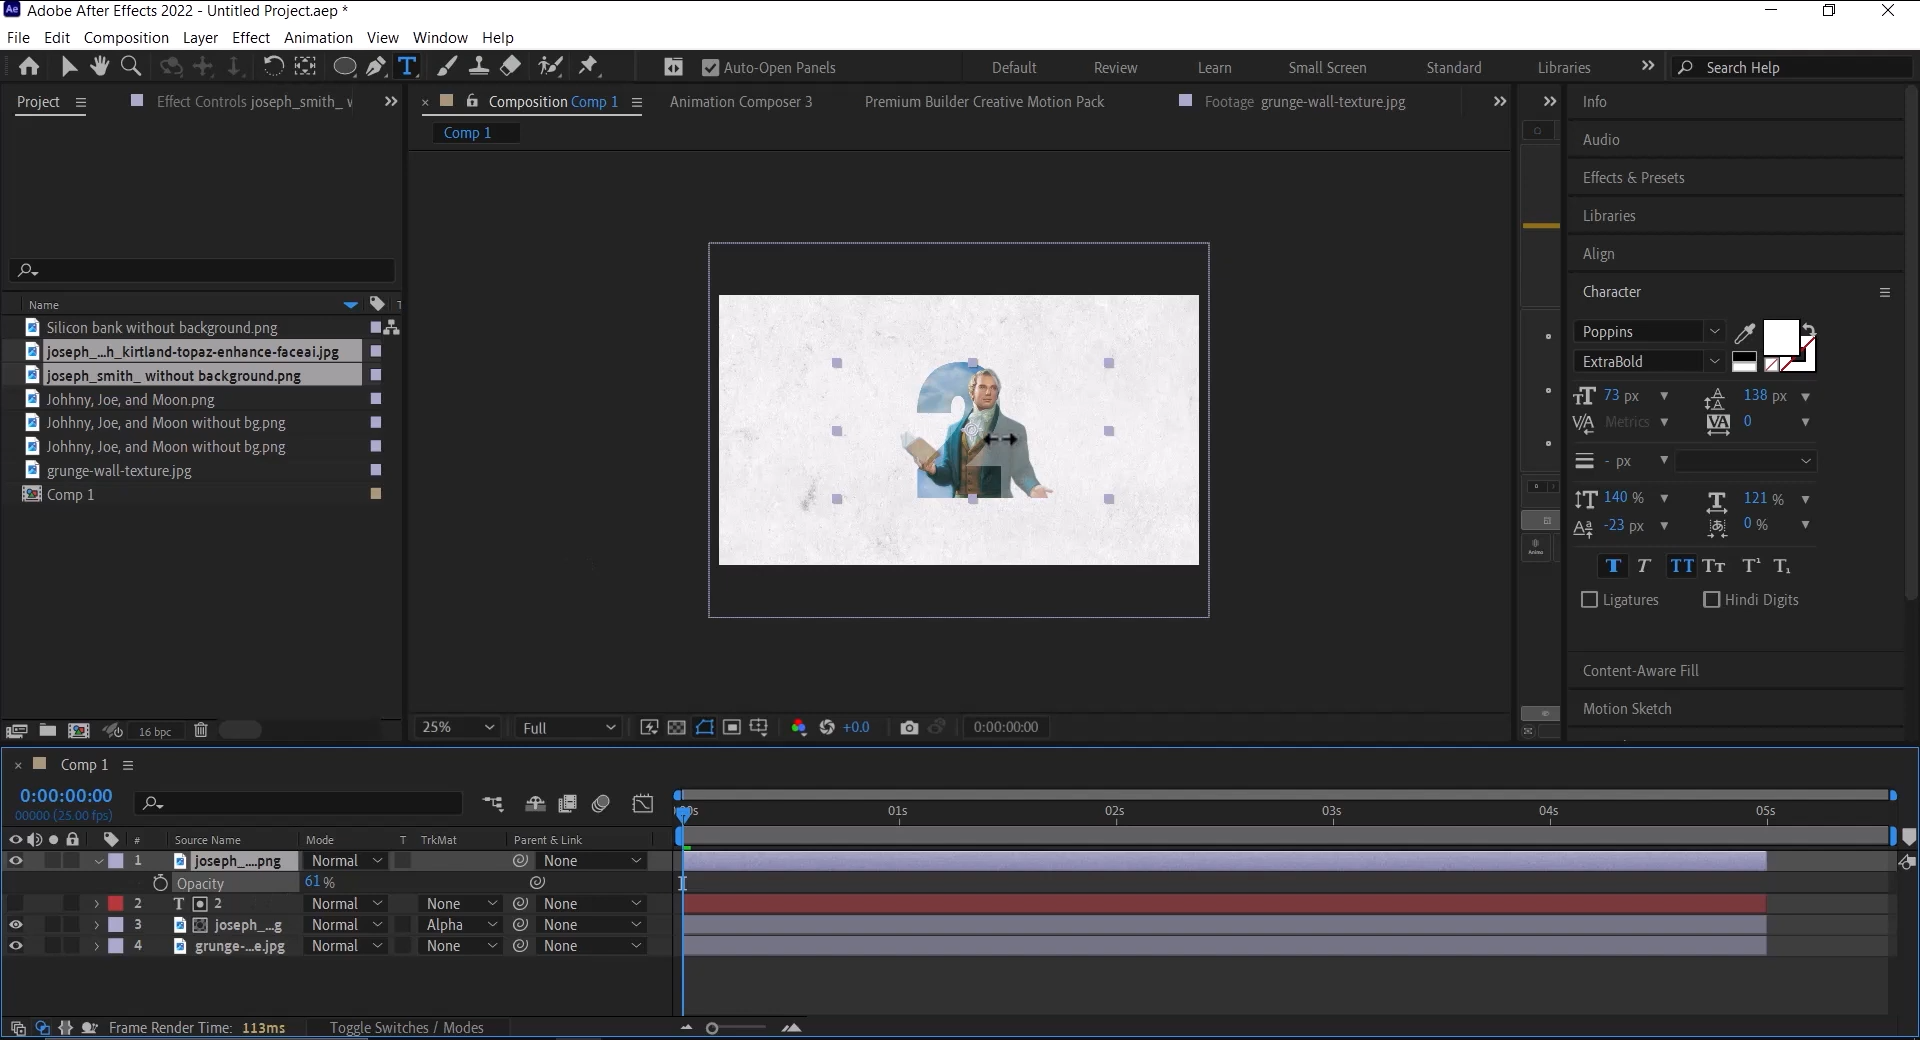 Ae Adobe After Effects 2022 - Untitled Project.aep *
File Edit Composition Layer Effect Animation View Window Help
Auto-Open Panels Default Review Learn Small Screen Standard Libraries Search Help
Project Effect Controls joseph_smith_
Composition Comp 1 Animation Composer 3 Premium Builder Creative Motion Pack Footage grunge-wall-texture.jpg
Comp 1
Name
Silicon bank without background.png
joseph_...h_kirtland-topaz-enhance-faceai.jpg
joseph_smith_ without background.png
Johhny, Joe, and Moon.png
Johhny, Joe, and Moon without bg.png
Johhny, Joe, and Moon without bg.png
grunge-wall-texture.jpg
Comp 1
16 bpc
2
25% Full +0.0 0:00:00:00
Info
Audio
Effects & Presets
Libraries
Align
Character
Poppins
ExtraBold
73 px 138 px
Metrics 0
- px
140 % 121 %
-23 px 0 %
T T TT Tт T¹ T₁
Ligatures Hindi Digits
Content-Aware Fill
Motion Sketch
Comp 1
0:00:00:00
00000 (25.00 fps)
01s 02s 03s 04s 05s
# Source Name Mode T TrkMat Parent & Link
1 joseph_....png Normal None
Opacity 61 %
2 T 2 Normal None None
3 joseph_...g Normal Alpha None
4 grunge-...e.jpg Normal None None
Frame Render Time: 113ms Toggle Switches / Modes